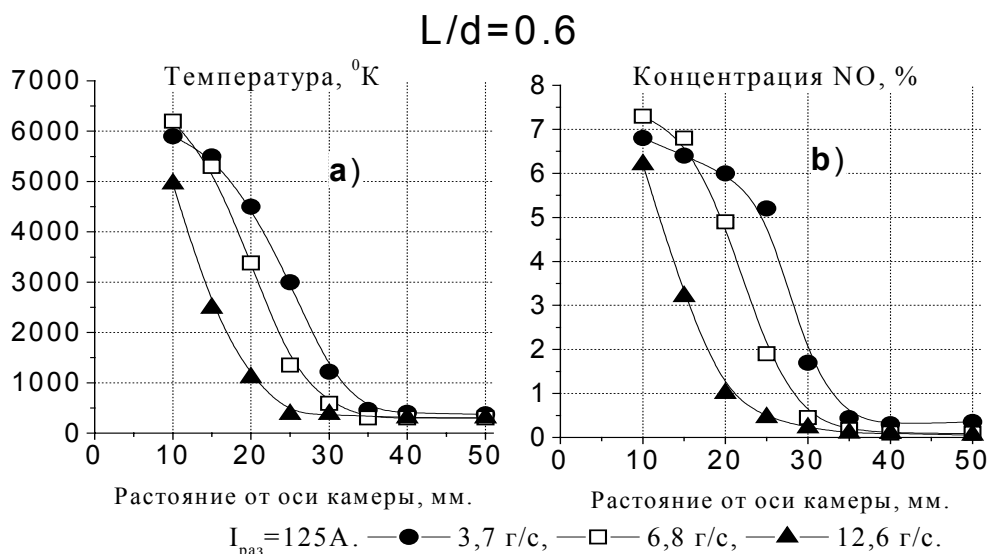 L/d=0.6
Температура, ⁰К
Концентрация NO, %
7000
6000
5000
4000
3000
2000
1000
0
a)
0 10 20 30 40 50
Растояние от оси камеры, мм.
8
7
6
5
4
3
2
1
0
b)
0 10 20 30 40 50
Растояние от оси камеры, мм.
Iраз=125А. 3,7 г/с, 6,8 г/с, 12,6 г/с.